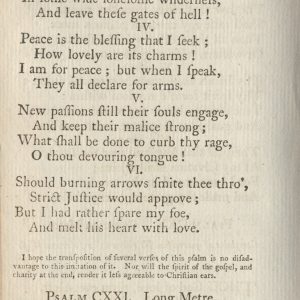 In some wide lonesome wilderness,
And leave these gates of hell !
IV.
Peace is the bleſſing that I ſeek ;
How lovely are its charms !
I am for peace ; but when I ſpeak,
They all declare for arms.
V.
New paſſions ſtill their ſouls engage,
And keep their malice ſtrong ;
What ſhall be done to curb thy rage,
O thou devouring tongue !
VI.
Should burning arrows ſmite thee thro',
Strict Juſtice would approve ;
But I had rather ſpare my foe,
And melt his heart with love.
I hope the tranſpoſition of ſeveral verſes of this pſalm is no diſad-
vantage to this imitation of it. Nor will the ſpirit of the goſpel, and
charity at the end, render it leſs agreeable to Chriſtian ears.
PSALM CXXI. Long Metre.